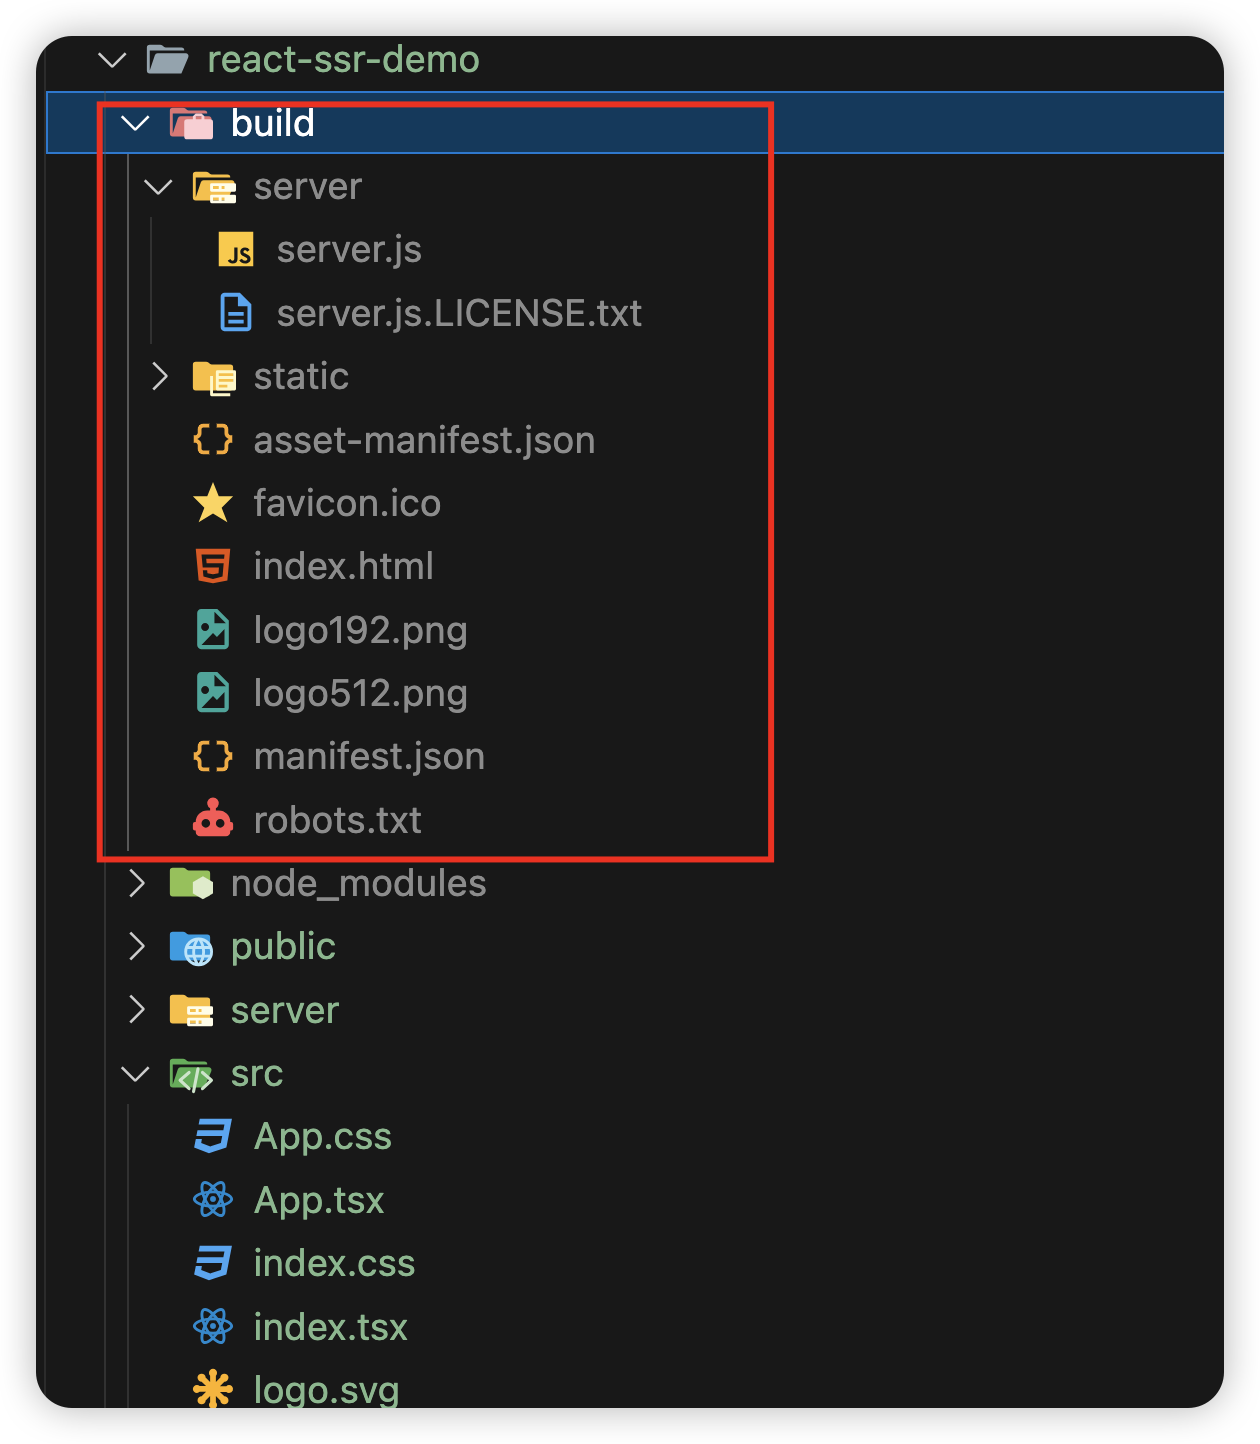 react-ssr-demo
build
server
server.js
server.js.LICENSE.txt
static
asset-manifest.json
favicon.ico
index.html
logo192.png
logo512.png
manifest.json
robots.txt
node_modules
public
server
src
App.css
App.tsx
index.css
index.tsx
logo.svg